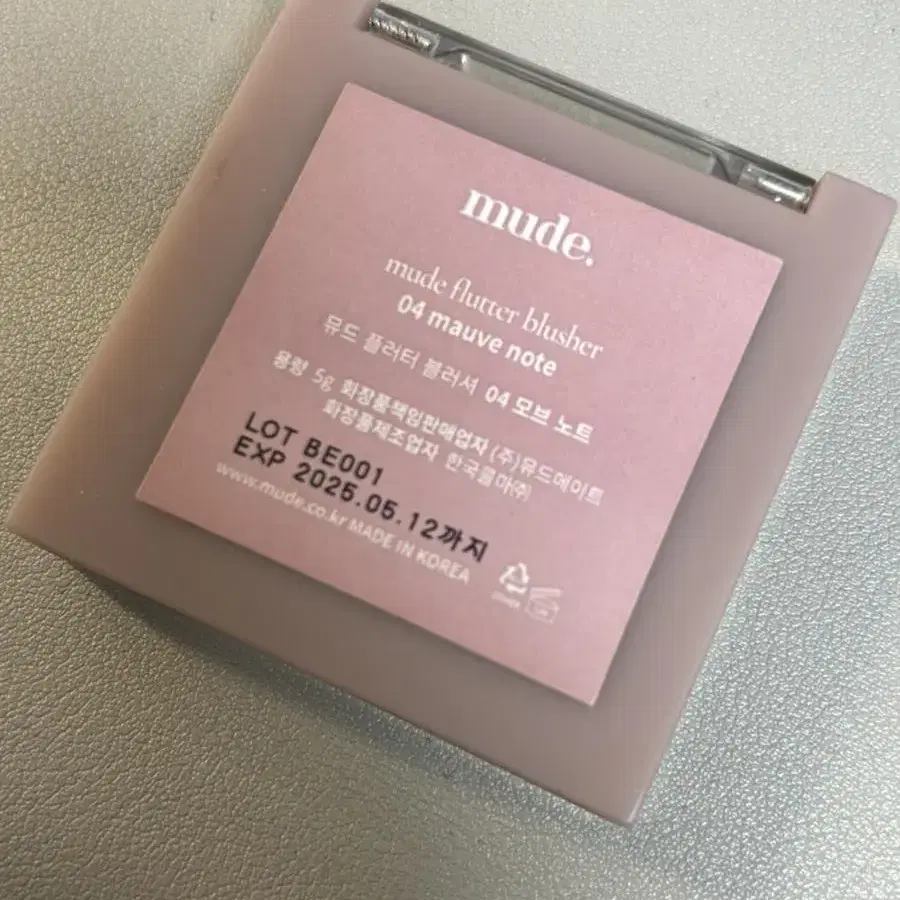 mude.
mude flutter blusher
04 mauve note
뮤드 플러터 블러셔 04 모브 노트
용량 5g 화장품책임판매업자 (주)뮤드메이트
화장품제조업자 한국콜마㈜
LOT BE001
EXP 2025.05.12까지
www.mude.co.kr MADE IN KOREA